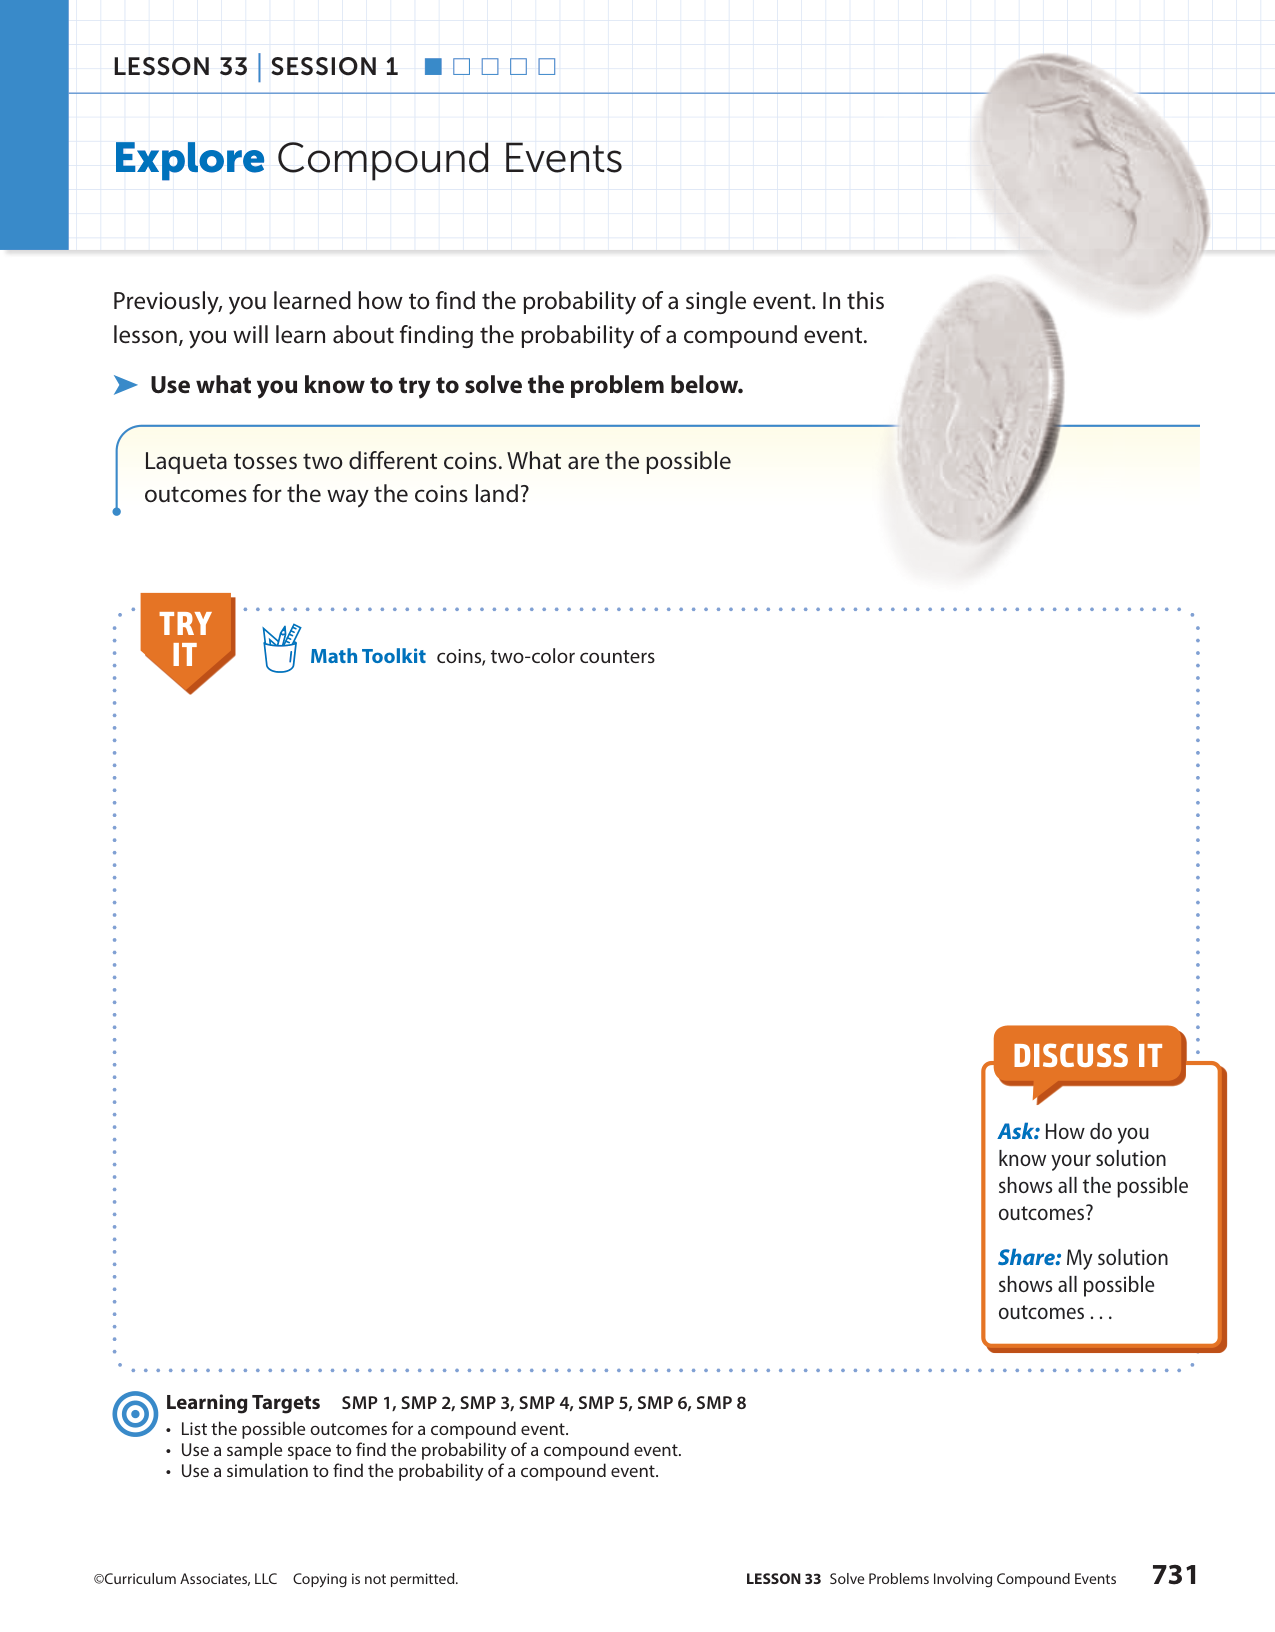 LESSON 33 | SESSION 1
Explore Compound Events
Previously, you learned how to find the probability of a single event. In this
lesson, you will learn about finding the probability of a compound event.
Use what you know to try to solve the problem below.
Laqueta tosses two different coins. What are the possible
outcomes for the way the coins land?
TRY
IT
Math Toolkit coins, two-color counters
DISCUSS IT
Ask: How do you
know your solution
shows all the possible
outcomes?
Share: My solution
shows all possible
outcomes . . .
Learning Targets SMP 1, SMP 2, SMP 3, SMP 4, SMP 5, SMP 6, SMP 8
• List the possible outcomes for a compound event.
• Use a sample space to find the probability of a compound event.
• Use a simulation to find the probability of a compound event.
©Curriculum Associates, LLC Copying is not permitted.
LESSON 33 Solve Problems Involving Compound Events 731